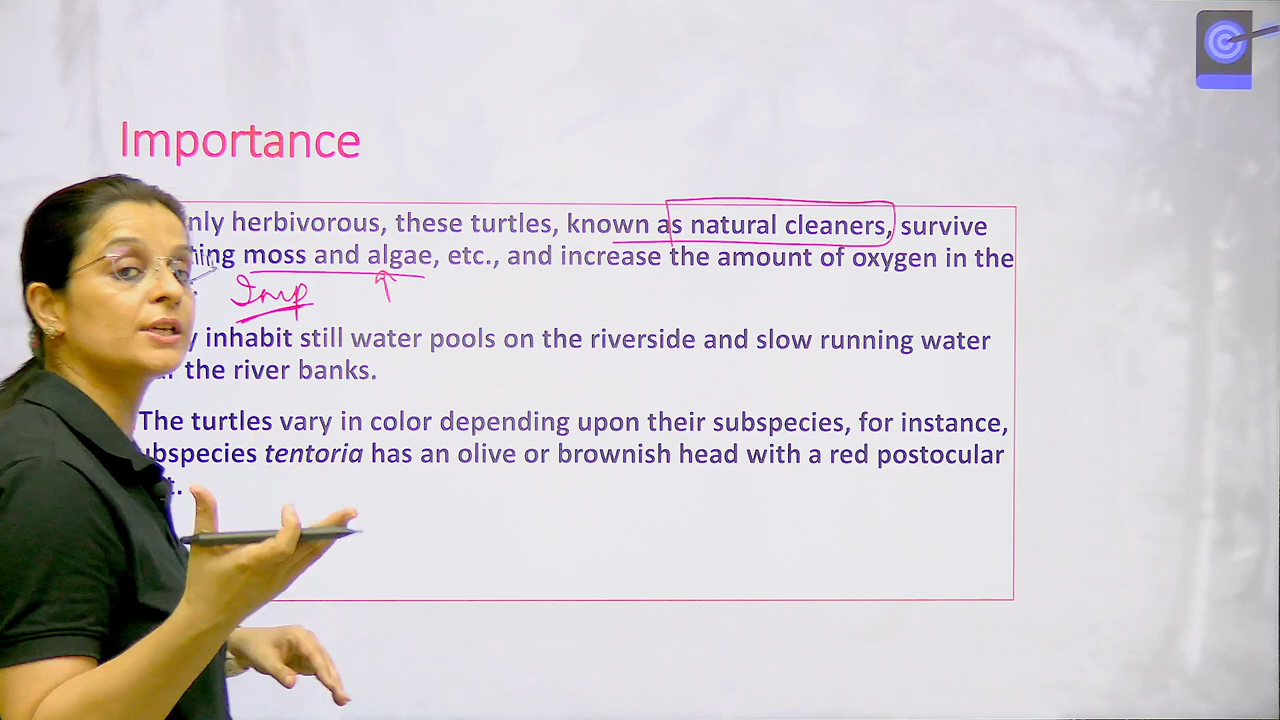 Importance
herbivorous, these turtles, known as natural cleaners, survive
moss and algae, etc., and increase the amount of oxygen in the
Imp
inhabit still water pools on the riverside and slow running water
the river banks.
The turtles vary in color depending upon their subspecies, for instance,
tentoria has an olive or brownish head with a red postocular